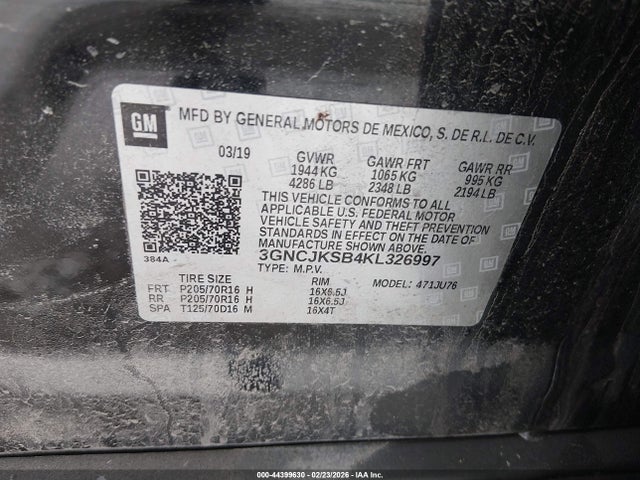 GM
MFD BY GENERAL MOTORS DE MEXICO, S. DE R.L. DE C.V.
03/19 GVWR GAWR FRT GAWR RR
1944 KG 1065 KG 995 KG
4286 LB 2348 LB 2194 LB
THIS VEHICLE CONFORMS TO ALL
APPLICABLE U.S. FEDERAL MOTOR
VEHICLE SAFETY AND THEFT PREVENTION
STANDARDS IN EFFECT ON THE DATE OF
MANUFACTURE SHOWN ABOVE.
384A
3GNCJKSB4KL326997
TYPE: M.P.V. MODEL: 471JU76
TIRE SIZE RIM
FRT P205/70R16 H 16X6.5J
RR P205/70R16 H 16X6.5J
SPA T125/70D16 M 16X4T
000-44399630 - 02/23/2026 - IAA Inc.